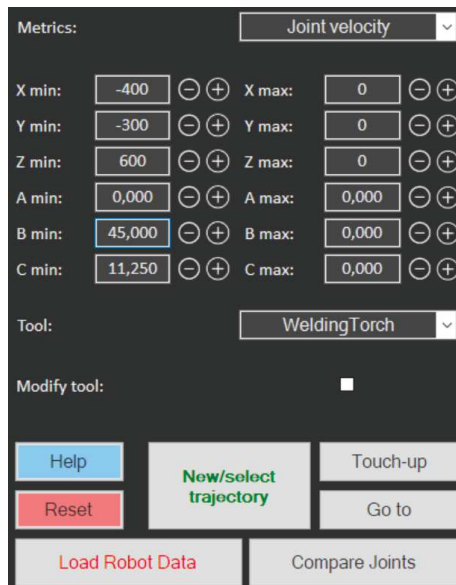 Metrics: Joint velocity
X min: -400 X max: 0
Y min: -300 Y max: 0
Z min: 600 Z max: 0
A min: 0,000 A max: 0,000
B min: 45,000 B max: 0,000
C min: 11,250 C max: 0,000
Tool: WeldingTorch
Modify tool:
Help
New/select
trajectory
Touch-up
Reset
Go to
Load Robot Data
Compare Joints